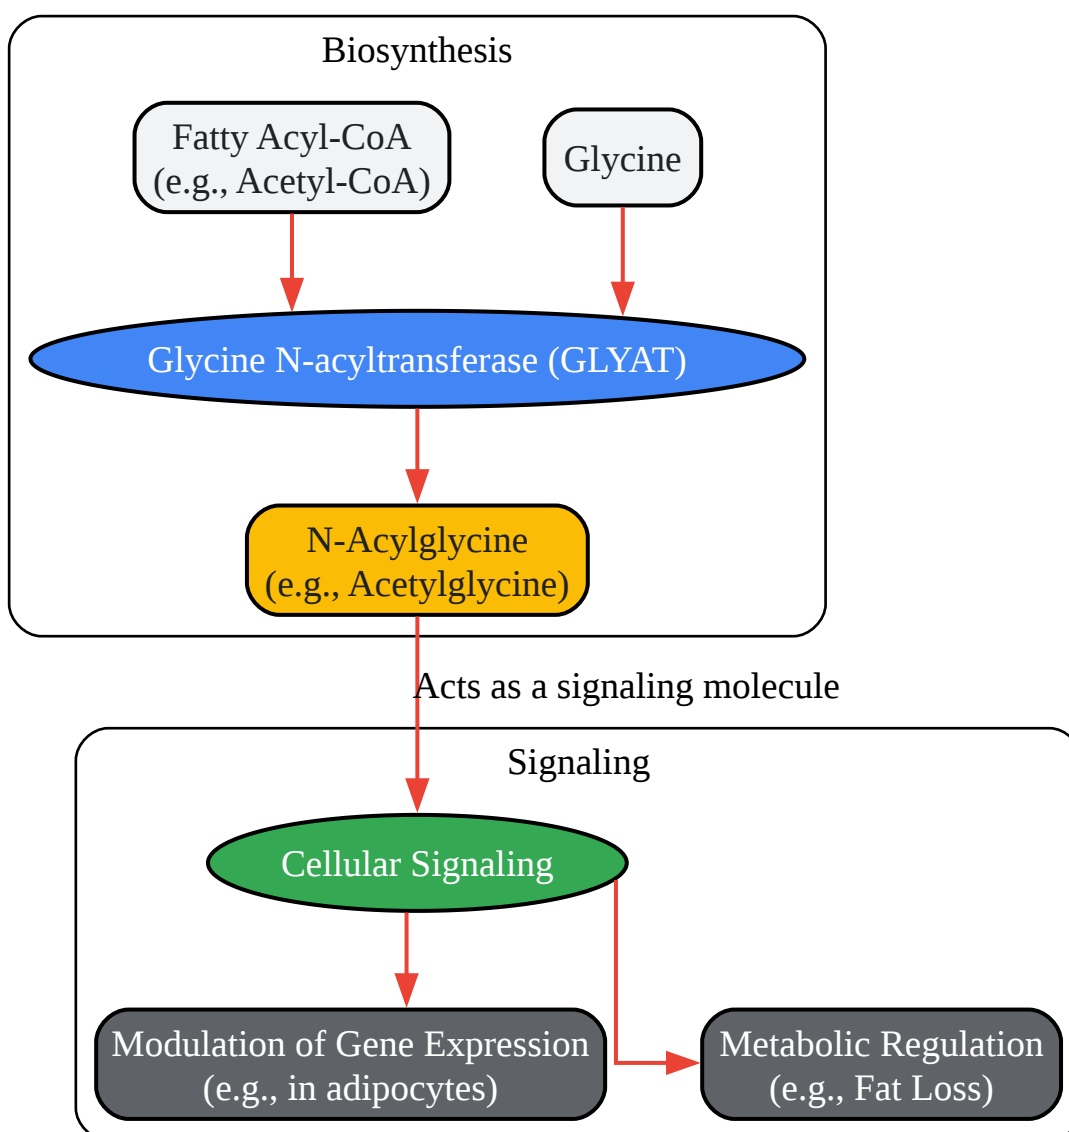 Biosynthesis
Fatty Acyl-CoA
(e.g., Acetyl-CoA)
Glycine
Glycine N-acyltransferase (GLYAT)
N-Acylglycine
(e.g., Acetylglycine)
Acts as a signaling molecule
Signaling
Cellular Signaling
Modulation of Gene Expression
(e.g., in adipocytes)
Metabolic Regulation
(e.g., Fat Loss)